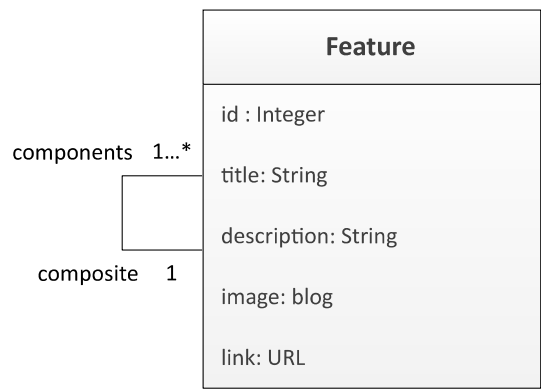 Feature
id : Integer
components 1...*
title: String
description: String
composite 1
image: blog
link: URL